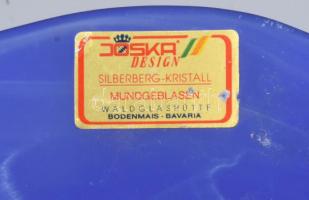 JOSKA
DESIGN
SILBERBERG-KRISTALL
MUNDGEBLASEN
WALDGLASHÜTTE
BODENMAIS - BAVARIA